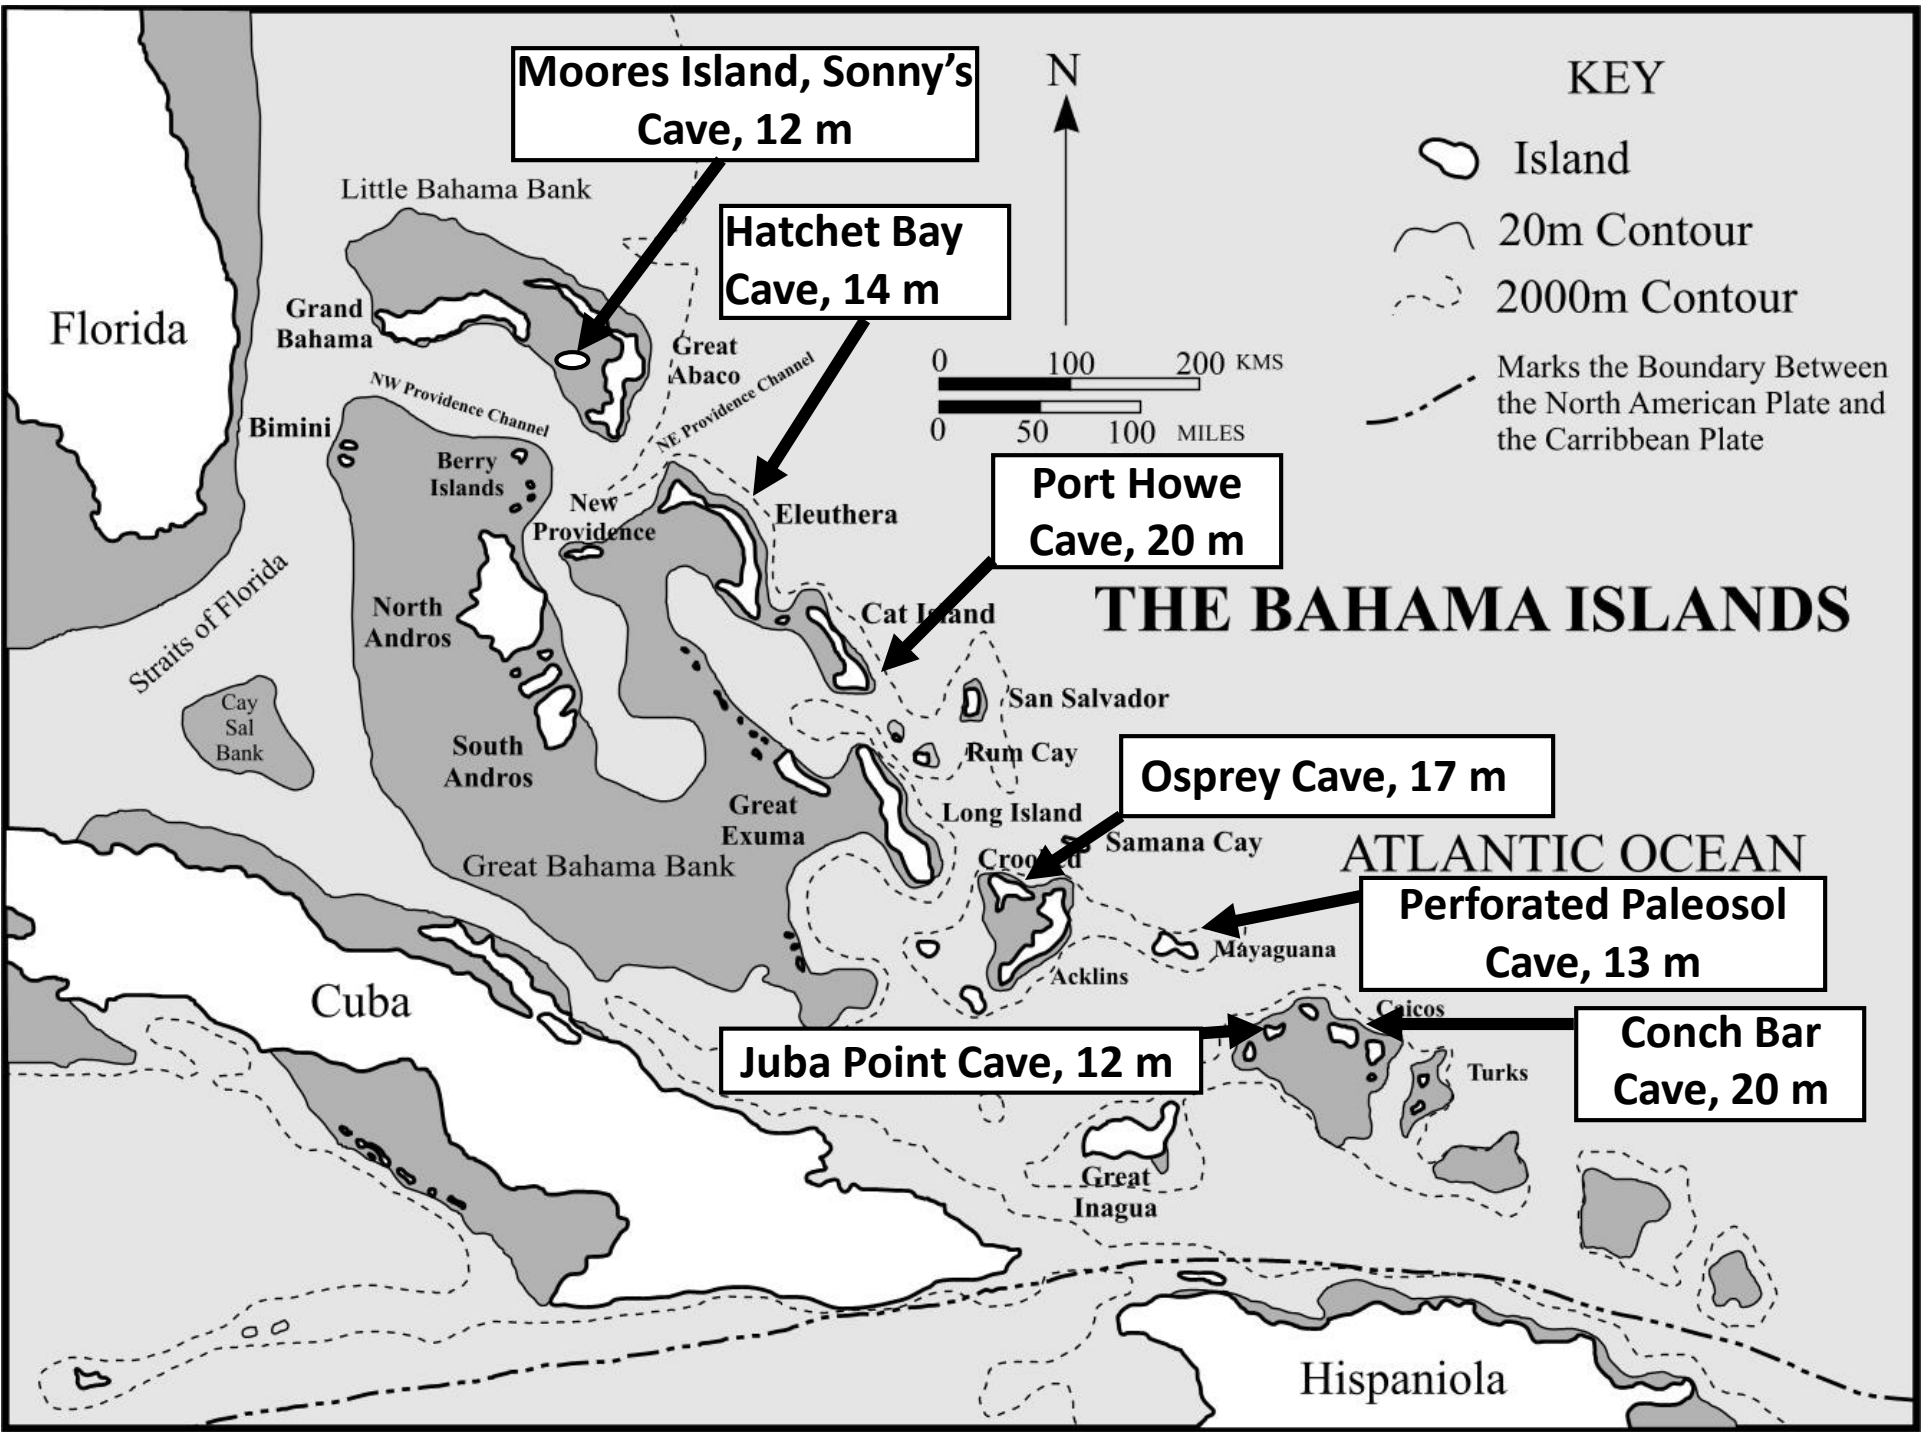 Moores Island, Sonny’s
Cave, 12 m
N
KEY
Island
20m Contour
2000m Contour
Marks the Boundary Between
the North American Plate and
the Carribbean Plate
Little Bahama Bank
Hatchet Bay
Cave, 14 m
Florida
Grand
Bahama
Great
Abaco
NW Providence Channel
NE Providence Channel
0 100 200 KMS
0 50 100 MILES
Bimini
Berry
Islands
New
Providence
Eleuthera
Port Howe
Cave, 20 m
THE BAHAMA ISLANDS
Straits of Florida
North
Andros
Cat Island
San Salvador
Cay
Sal
Bank
South
Andros
Rum Cay
Osprey Cave, 17 m
Great
Exuma
Long Island
Samana Cay
Crooked
ATLANTIC OCEAN
Great Bahama Bank
Perforated Paleosol
Cave, 13 m
Mayaguana
Acklins
Cuba
Caicos
Juba Point Cave, 12 m
Conch Bar
Cave, 20 m
Turks
Great
Inagua
Hispaniola